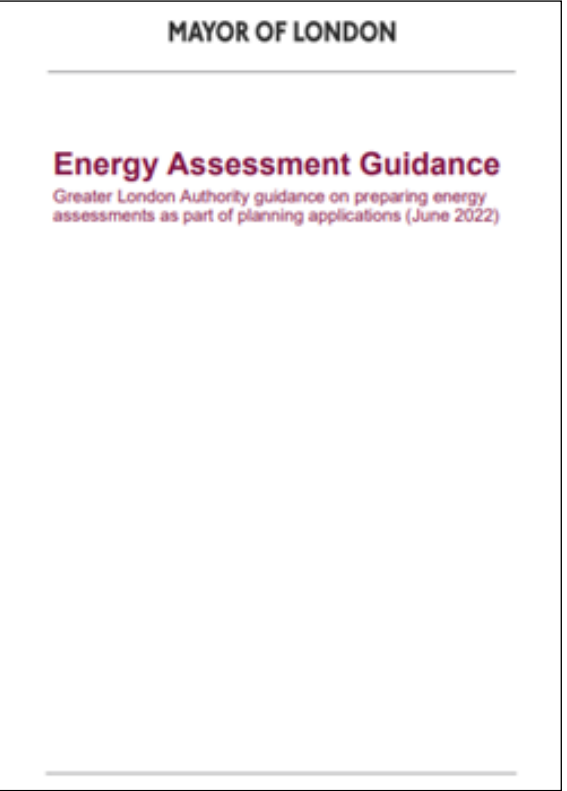 MAYOR OF LONDON
Energy Assessment Guidance
Greater London Authority guidance on preparing energy
assessments as part of planning applications (June 2022)